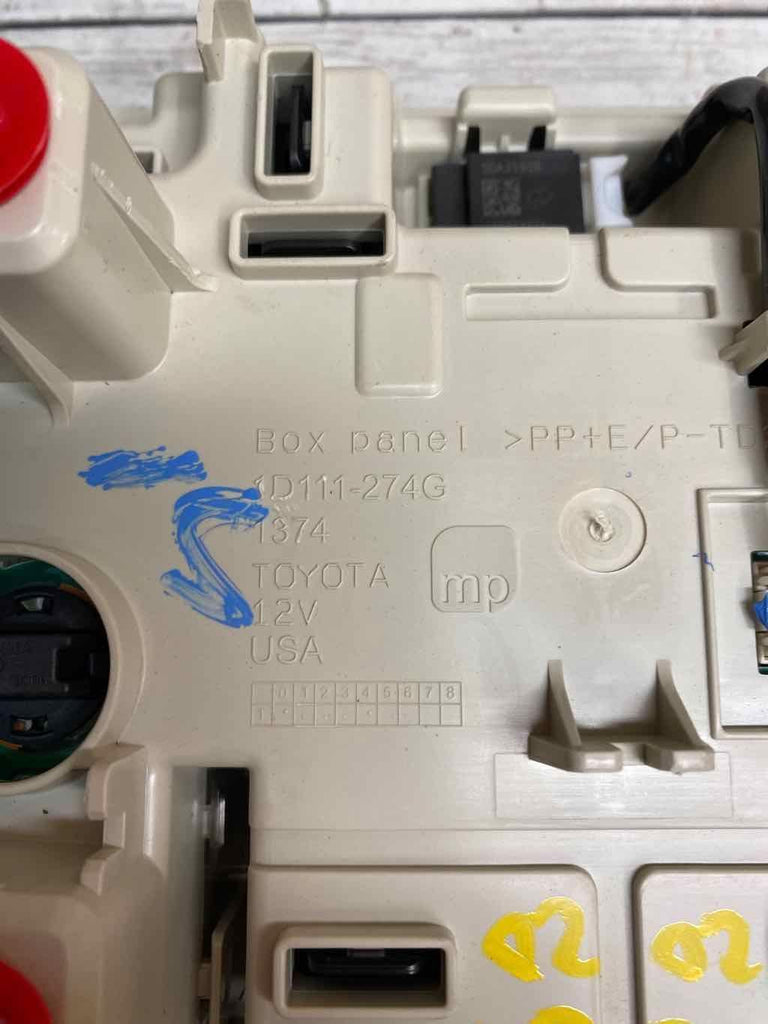 Box panel >PP+E/P-TD
1D111-274G
1374
TOYOTA
mp
12V
USA
0 1 2 3 4 5 6 7 8
1